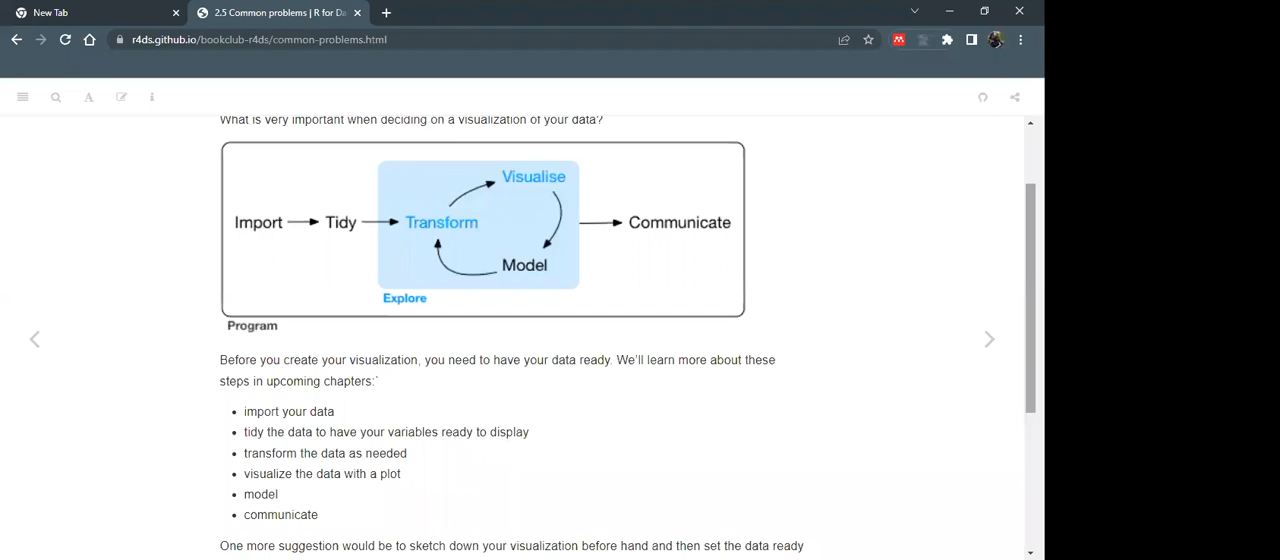 New Tab
2.5 Common problems | R for Da
r4ds.github.io/bookclub-r4ds/common-problems.html
What is very important when deciding on a visualization of your data?
Visualise
Import
Tidy
Transform
Communicate
Model
Explore
Program
Before you create your visualization, you need to have your data ready. We'll learn more about these
steps in upcoming chapters:`
import your data
tidy the data to have your variables ready to display
transform the data as needed
visualize the data with a plot
model
communicate
One more suggestion would be to sketch down your visualization before hand and then set the data ready